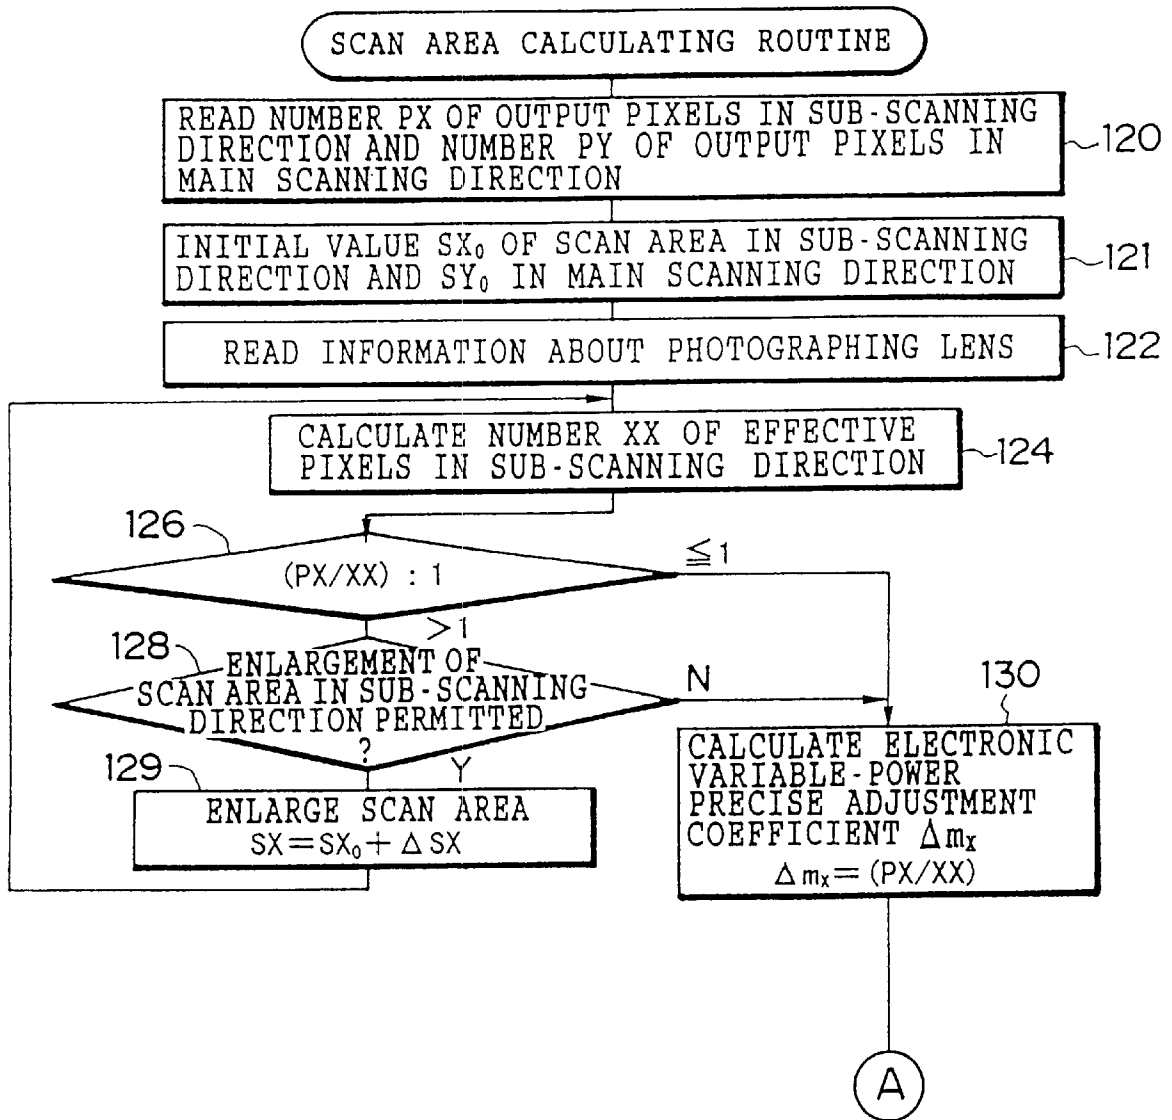 SCAN AREA CALCULATING ROUTINE
READ NUMBER PX OF OUTPUT PIXELS IN SUB-SCANNING
DIRECTION AND NUMBER PY OF OUTPUT PIXELS IN
MAIN SCANNING DIRECTION
120
INITIAL VALUE SX₀ OF SCAN AREA IN SUB-SCANNING
DIRECTION AND SY₀ IN MAIN SCANNING DIRECTION
121
READ INFORMATION ABOUT PHOTOGRAPHING LENS
122
CALCULATE NUMBER XX OF EFFECTIVE
PIXELS IN SUB-SCANNING DIRECTION
124
126
(PX/XX) : 1
≦1
>1
128
ENLARGEMENT OF
SCAN AREA IN SUB-SCANNING
DIRECTION PERMITTED
?
N
Y
129
ENLARGE SCAN AREA
SX=SX₀+ΔSX
130
CALCULATE ELECTRONIC
VARIABLE-POWER
PRECISE ADJUSTMENT
COEFFICIENT Δmₓ
Δmₓ=(PX/XX)
A